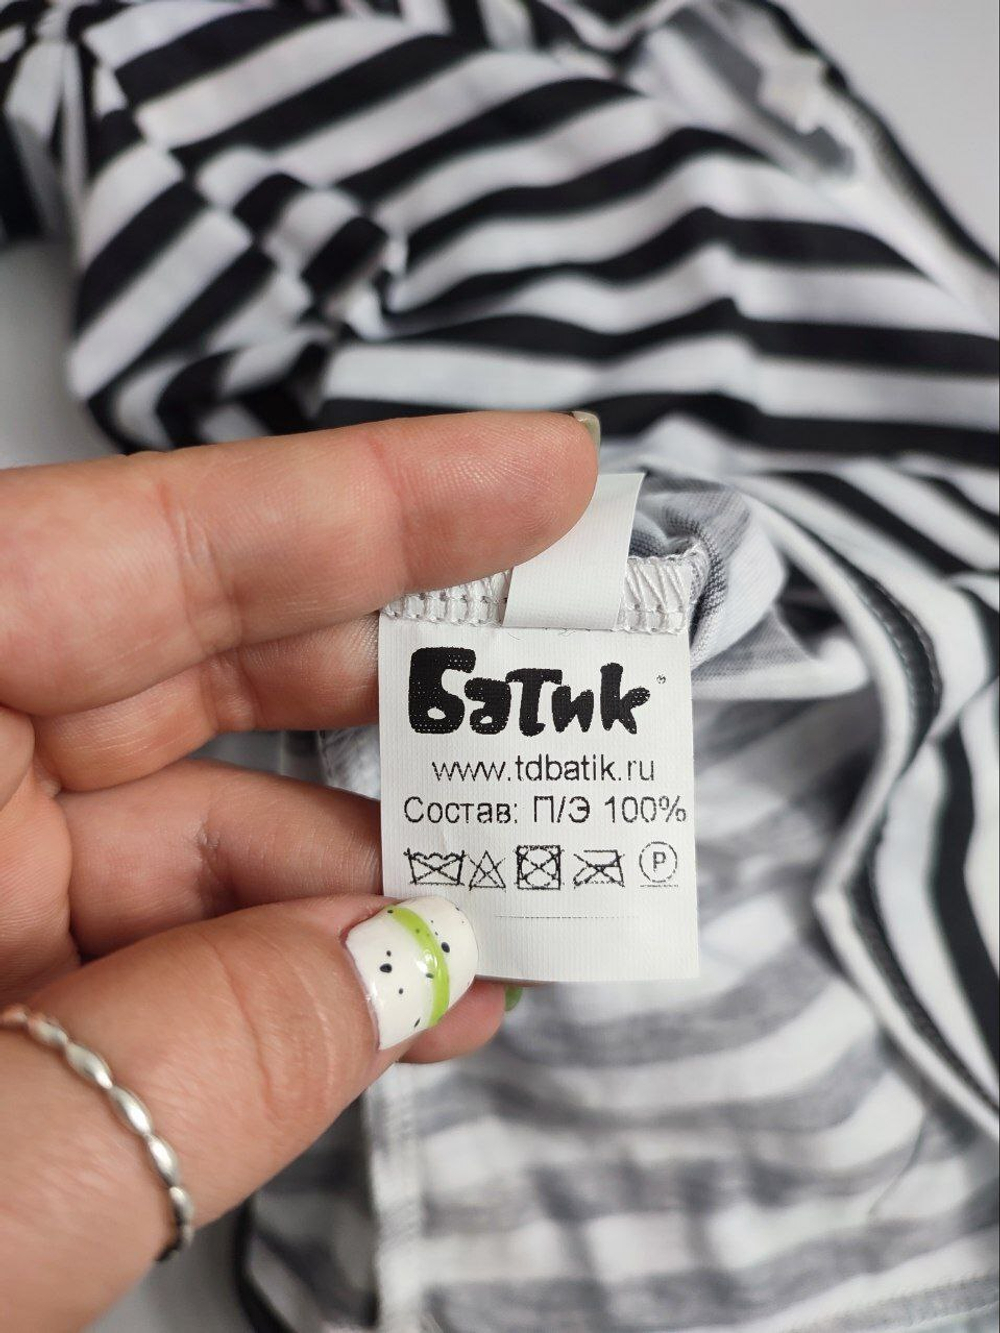 Батик
www.tdbatik.ru
Состав: П/Э 100%
P